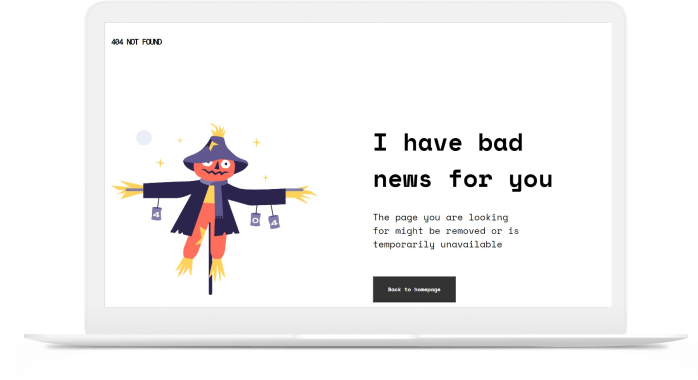 404 NOT FOUND
I have bad
news for you
4
0
4
The page you are looking
for might be removed or is
temporarily unavailable
Back to homepage